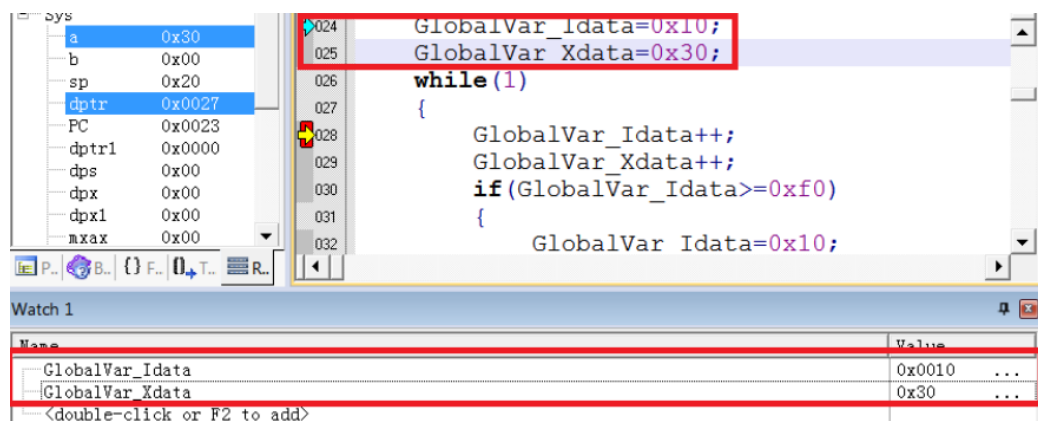 Sys
a 0x30
b 0x00
sp 0x20
dptr 0x0027
PC 0x0023
dptr1 0x0000
dps 0x00
dpx 0x00
dpx1 0x00
mxax 0x00
P.. B.. {} F.. T.. R..
024 GlobalVar_Idata=0x10;
025 GlobalVar_Xdata=0x30;
026 while(1)
027 {
028 GlobalVar_Idata++;
029 GlobalVar_Xdata++;
030 if(GlobalVar_Idata>=0xf0)
031 {
032 GlobalVar_Idata=0x10;
Watch 1
Name Value
GlobalVar_Idata 0x0010 ...
GlobalVar_Xdata 0x30 ...
<double-click or F2 to add>